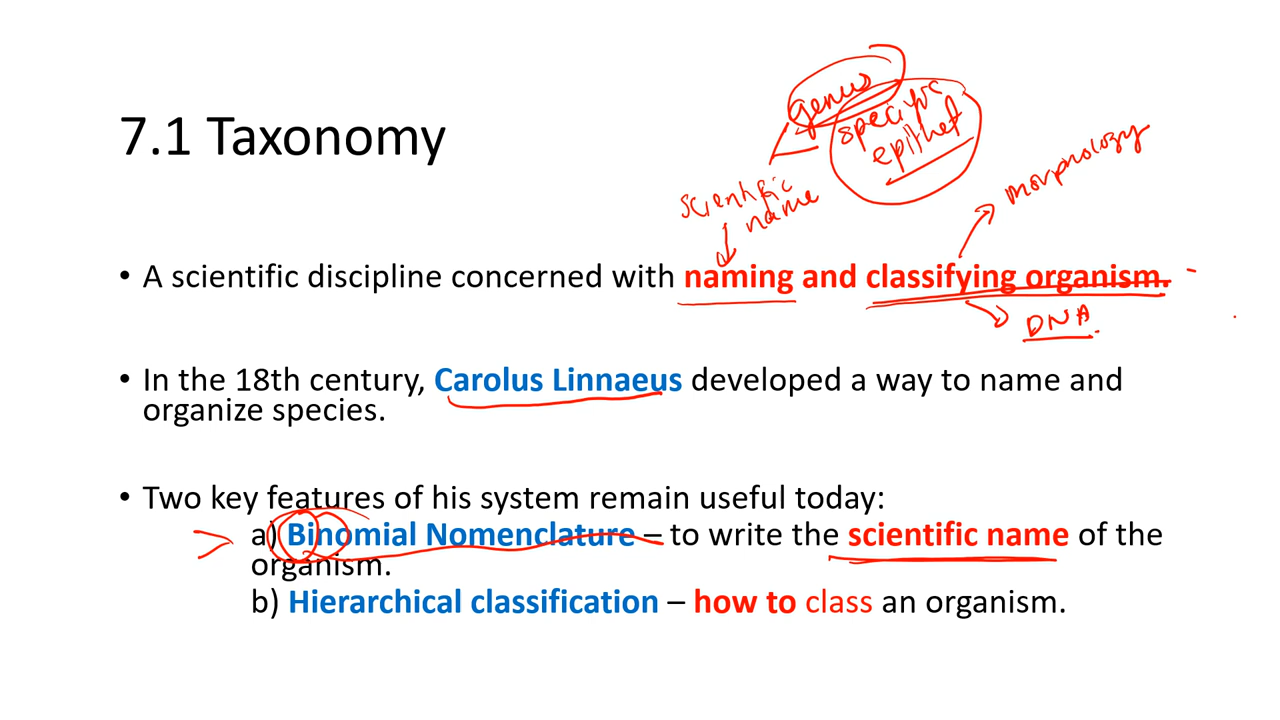 genus
specific
epithet
7.1 Taxonomy
morphology
scientific
name
• A scientific discipline concerned with naming and classifying organism.
DNA
• In the 18th century, Carolus Linnaeus developed a way to name and
organize species.
• Two key features of his system remain useful today:
a) Binomial Nomenclature – to write the scientific name of the
organism.
b) Hierarchical classification – how to class an organism.